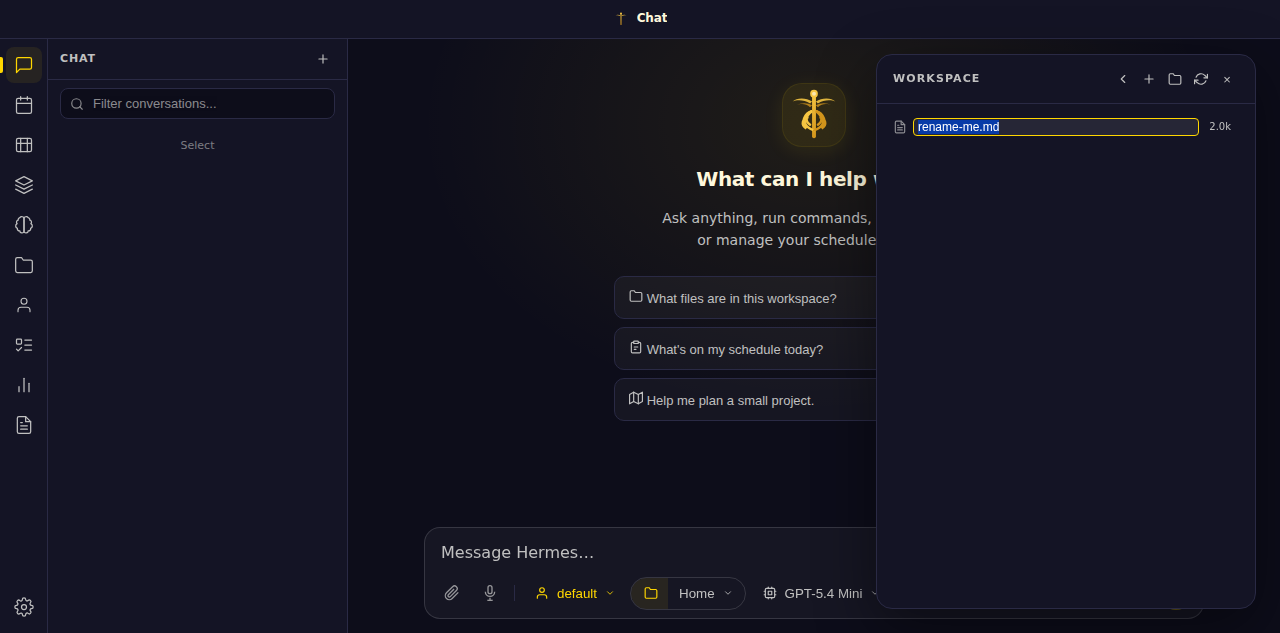 Chat
CHAT
Filter conversations...
Select
What can I help
Ask anything, run commands,
or manage your schedule
What files are in this workspace?
What's on my schedule today?
Help me plan a small project.
Message Hermes...
default
Home
GPT-5.4 Mini
WORKSPACE
rename-me.md
2.0k